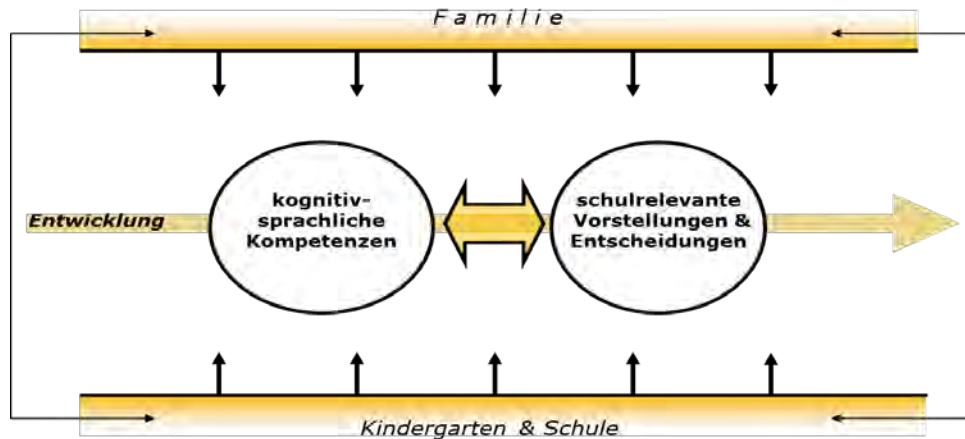 Familie
Entwicklung
kognitiv-
sprachliche
Kompetenzen
schulrelevante
Vorstellungen &
Entscheidungen
Kindergarten & Schule